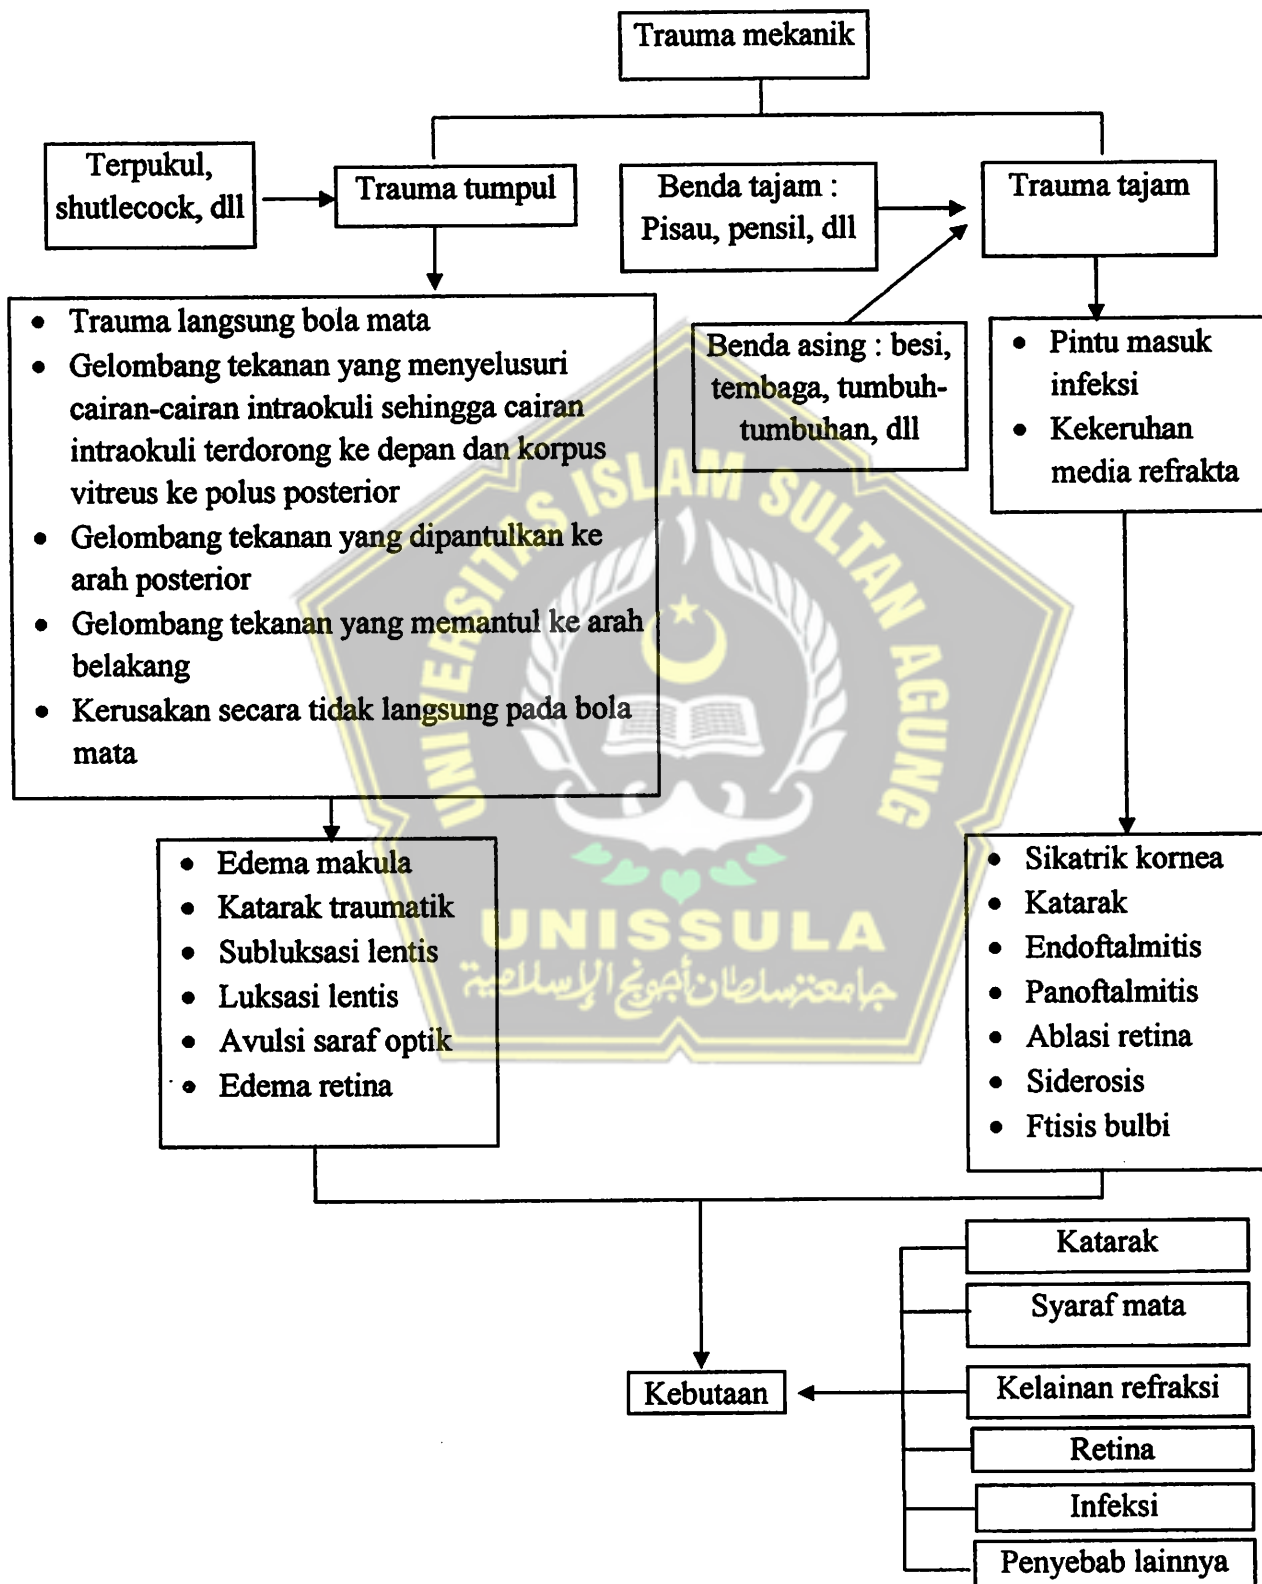 Trauma mekanik
Terpukul,
shutlecock, dll
Trauma tumpul
Benda tajam :
Pisau, pensil, dll
Trauma tajam
• Trauma langsung bola mata
• Gelombang tekanan yang menyelusuri
cairan-cairan intraokuli sehingga cairan
intraokuli terdorong ke depan dan korpus
vitreus ke polus posterior
• Gelombang tekanan yang dipantulkan ke
arah posterior
• Gelombang tekanan yang memantul ke arah
belakang
• Kerusakan secara tidak langsung pada bola
mata
Benda asing : besi,
tembaga, tumbuh-
tumbuhan, dll
• Pintu masuk
infeksi
• Kekeruhan
media refrakta
UNIVERSITAS ISLAM SULTAN AGUNG
UNISSULA
جامعة سلطان أجونج الإسلامية
• Edema makula
• Katarak traumatik
• Subluksasi lentis
• Luksasi lentis
• Avulsi saraf optik
• Edema retina
• Sikatrik kornea
• Katarak
• Endoftalmitis
• Panoftalmitis
• Ablasi retina
• Siderosis
• Ftisis bulbi
Kebutaan
Katarak
Syaraf mata
Kelainan refraksi
Retina
Infeksi
Penyebab lainnya